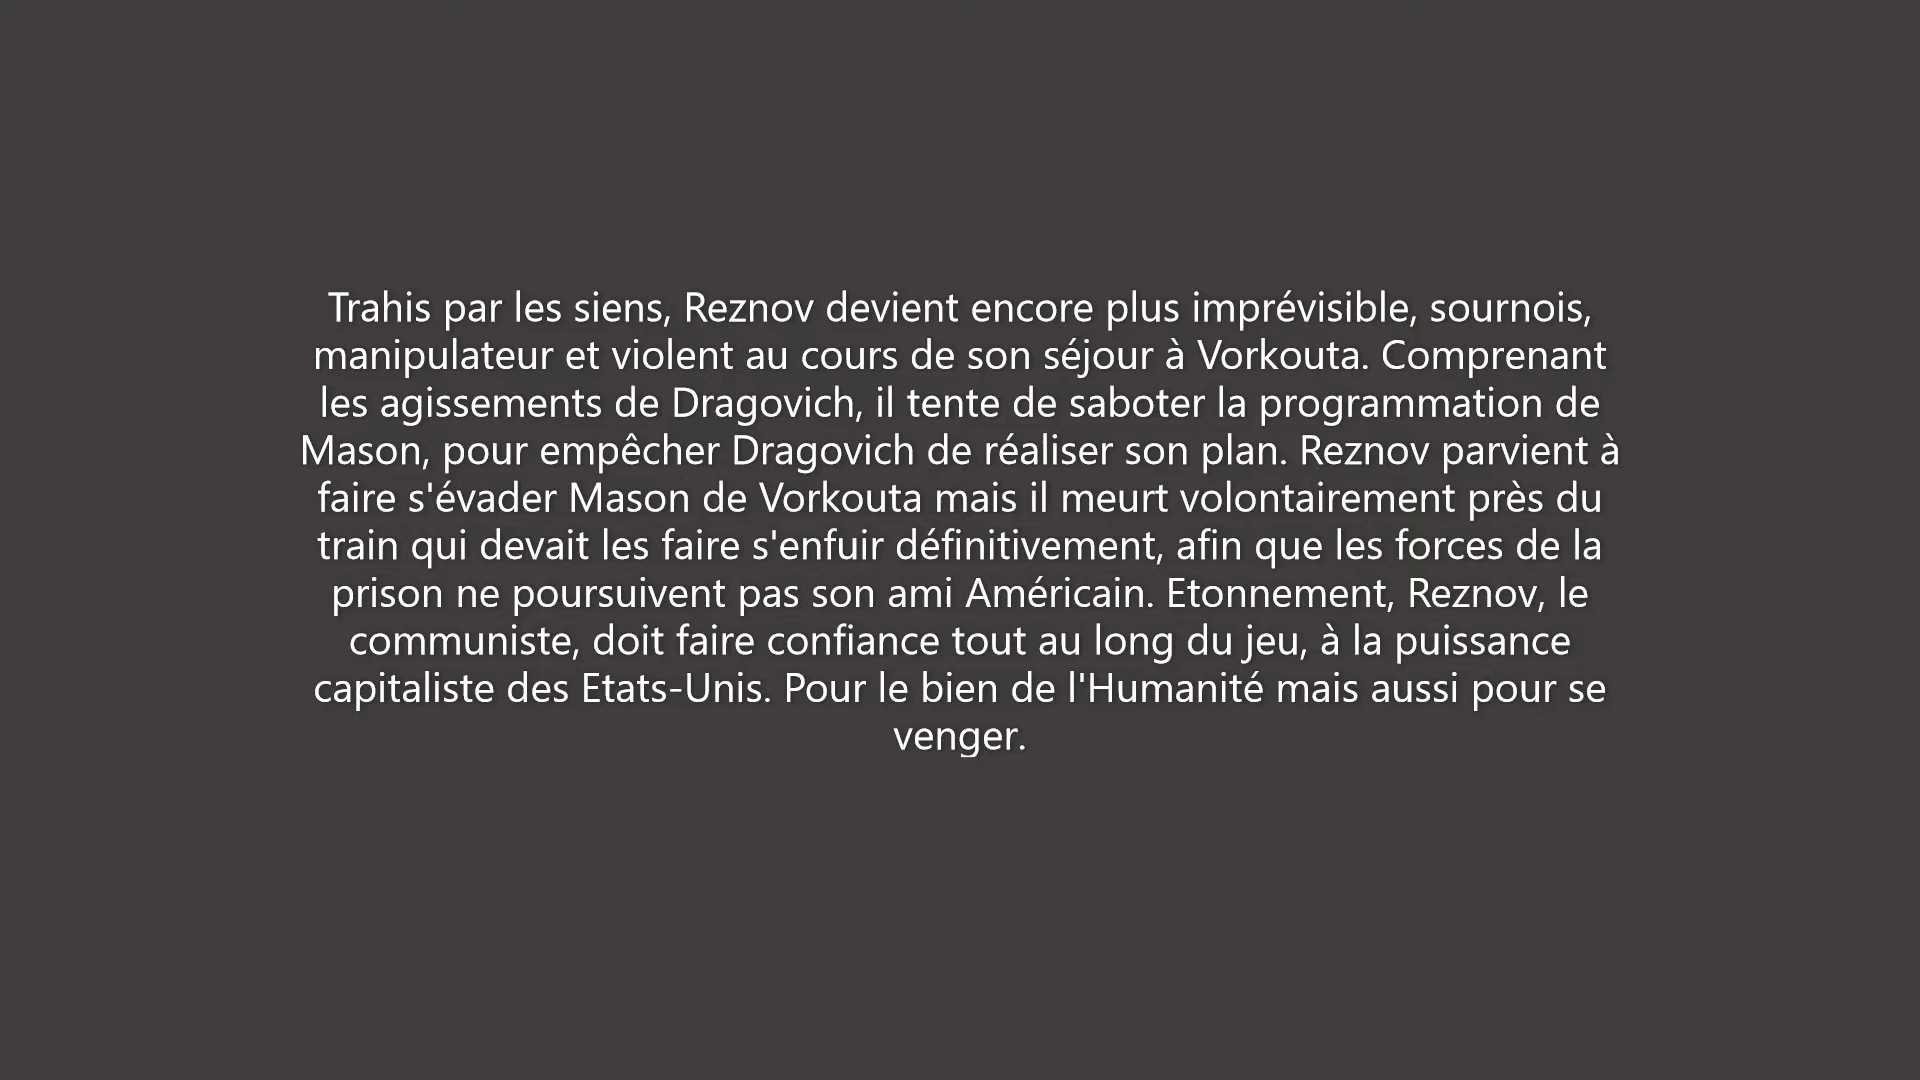 Trahis par les siens, Reznov devient encore plus imprévisible, sournois,
manipulateur et violent au cours de son séjour à Vorkouta. Comprenant
les agissements de Dragovich, il tente de saboter la programmation de
Mason, pour empêcher Dragovich de réaliser son plan. Reznov parvient à
faire s'évader Mason de Vorkouta mais il meurt volontairement près du
train qui devait les faire s'enfuir définitivement, afin que les forces de la
prison ne poursuivent pas son ami Américain. Etonnement, Reznov, le
communiste, doit faire confiance tout au long du jeu, à la puissance
capitaliste des Etats-Unis. Pour le bien de l'Humanité mais aussi pour se
venger.